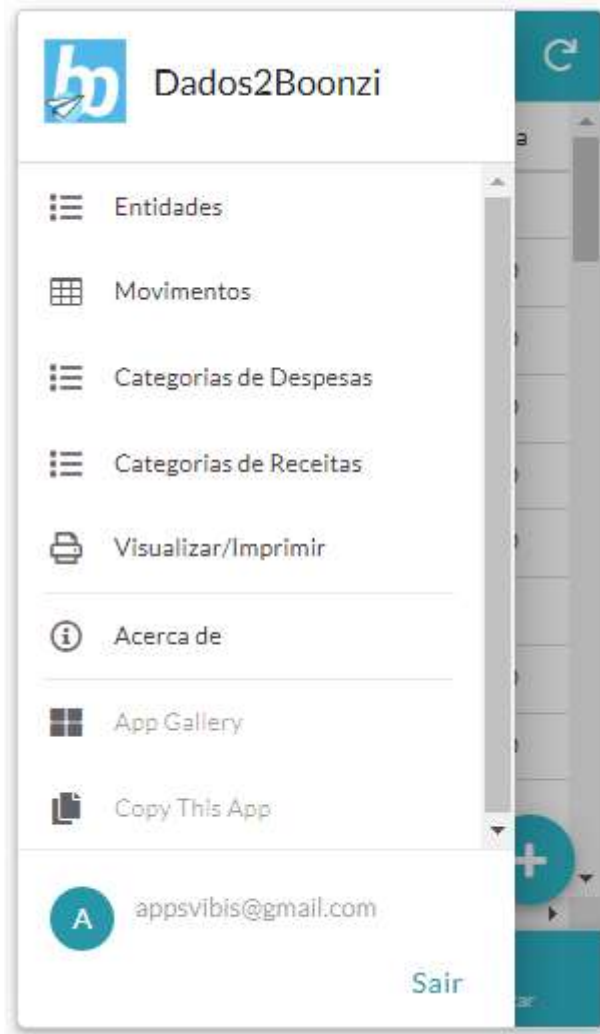 Dados2Boonzi
Entidades
Movimentos
Categorias de Despesas
Categorias de Receitas
Visualizar/Imprimir
Acerca de
App Gallery
Copy This App
A
appsvibis@gmail.com
Sair